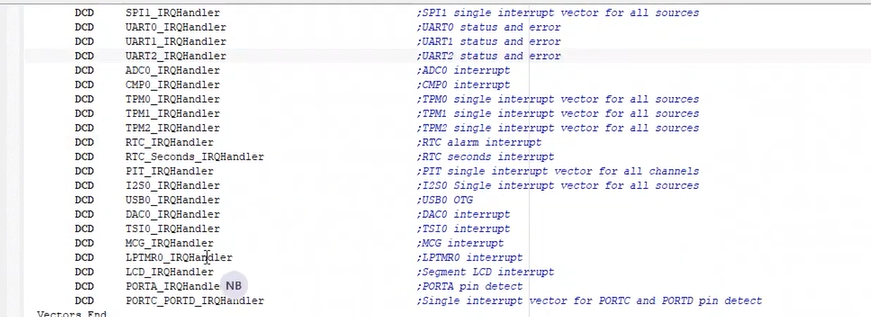 DCD SPI1_IRQHandler ;SPI1 single interrupt vector for all sources
DCD UART0_IRQHandler ;UART0 status and error
DCD UART1_IRQHandler ;UART1 status and error
DCD UART2_IRQHandler ;UART2 status and error
DCD ADC0_IRQHandler ;ADC0 interrupt
DCD CMP0_IRQHandler ;CMP0 interrupt
DCD TPM0_IRQHandler ;TPM0 single interrupt vector for all sources
DCD TPM1_IRQHandler ;TPM1 single interrupt vector for all sources
DCD TPM2_IRQHandler ;TPM2 single interrupt vector for all sources
DCD RTC_IRQHandler ;RTC alarm interrupt
DCD RTC_Seconds_IRQHandler ;RTC seconds interrupt
DCD PIT_IRQHandler ;PIT single interrupt vector for all channels
DCD I2S0_IRQHandler ;I2S0 Single interrupt vector for all sources
DCD USB0_IRQHandler ;USB0 OTG
DCD DAC0_IRQHandler ;DAC0 interrupt
DCD TSI0_IRQHandler ;TSI0 interrupt
DCD MCG_IRQHandler ;MCG interrupt
DCD LPTMR0_IRQHandler ;LPTMR0 interrupt
DCD LCD_IRQHandler ;Segment LCD interrupt
DCD PORTA_IRQHandle NB ;PORTA pin detect
DCD PORTC_PORTD_IRQHandler ;Single interrupt vector for PORTC and PORTD pin detect
Vectors End